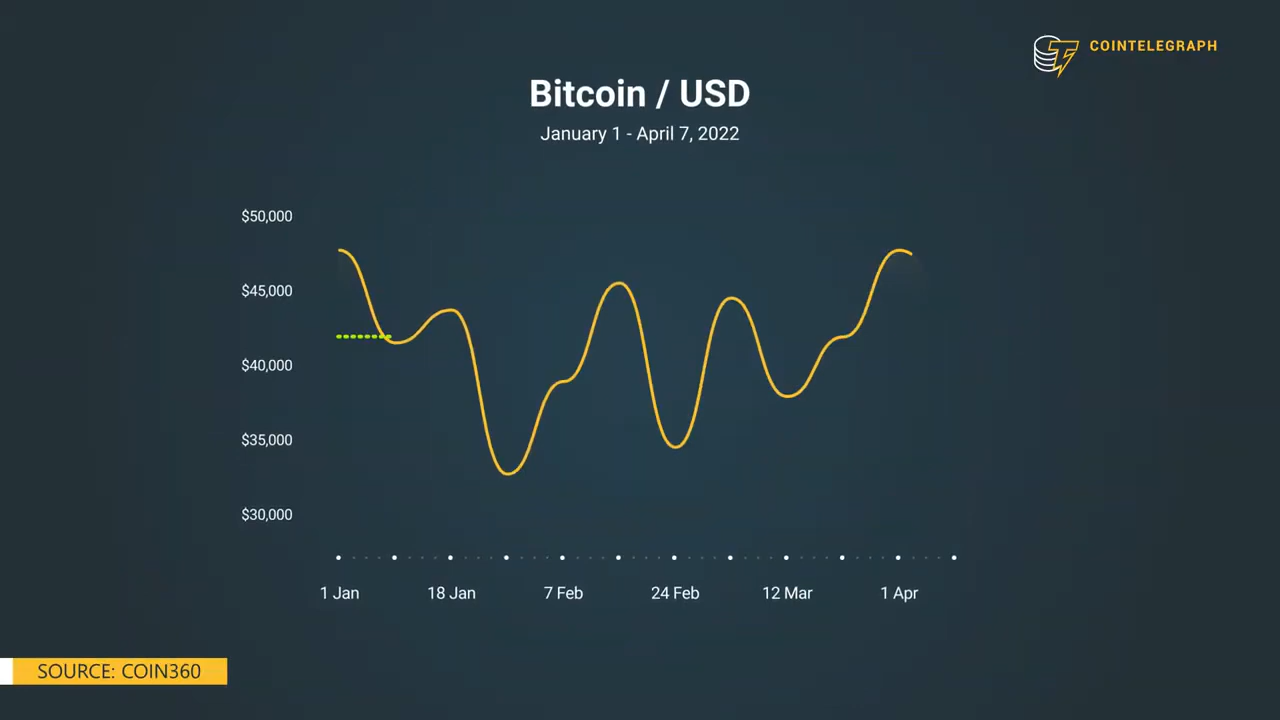 COINTELEGRAPH
Bitcoin / USD
January 1 - April 7, 2022
$50,000
$45,000
$40,000
$35,000
$30,000
1 Jan 18 Jan 7 Feb 24 Feb 12 Mar 1 Apr
SOURCE: COIN360